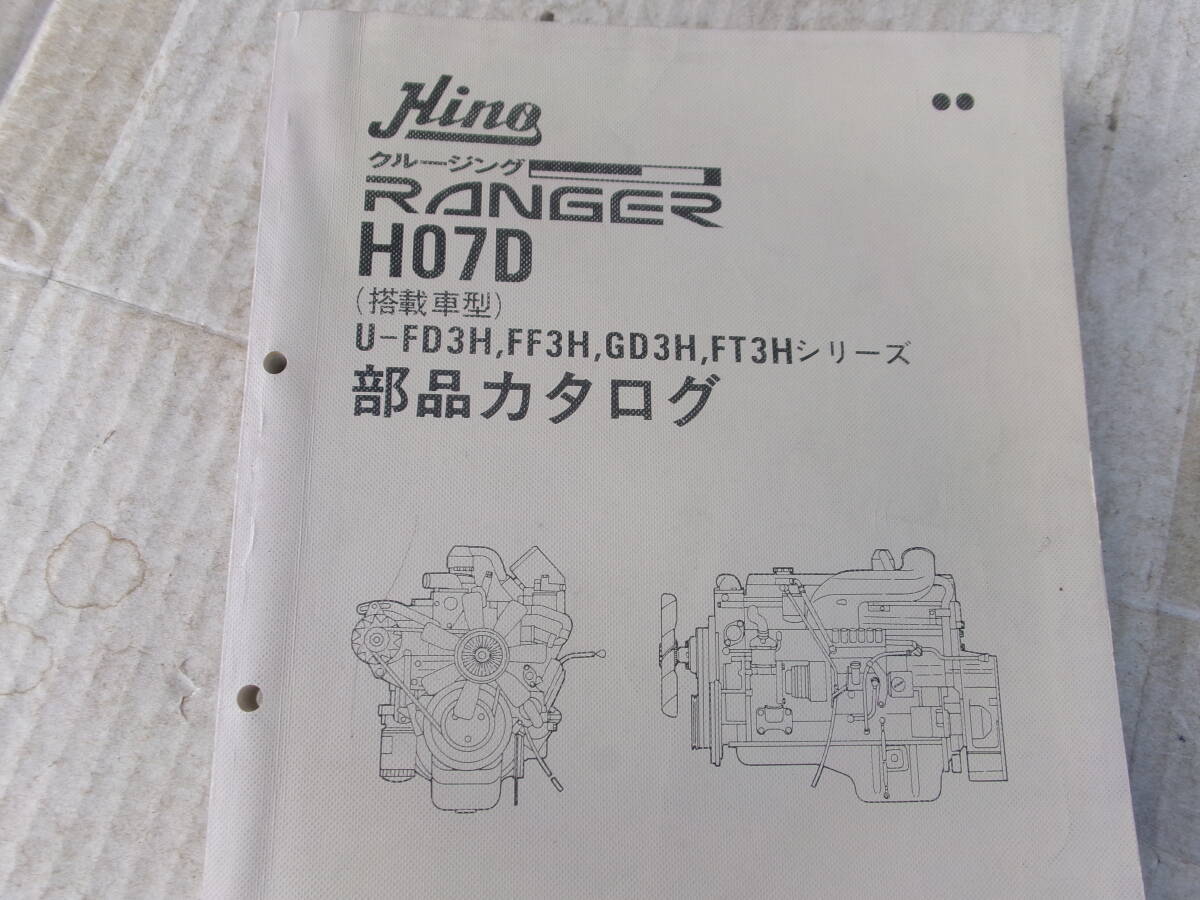 Hino
クルージング
RANGER
H07D
(搭載車型)
U-FD3H,FF3H,GD3H,FT3Hシリーズ
部品カタログ